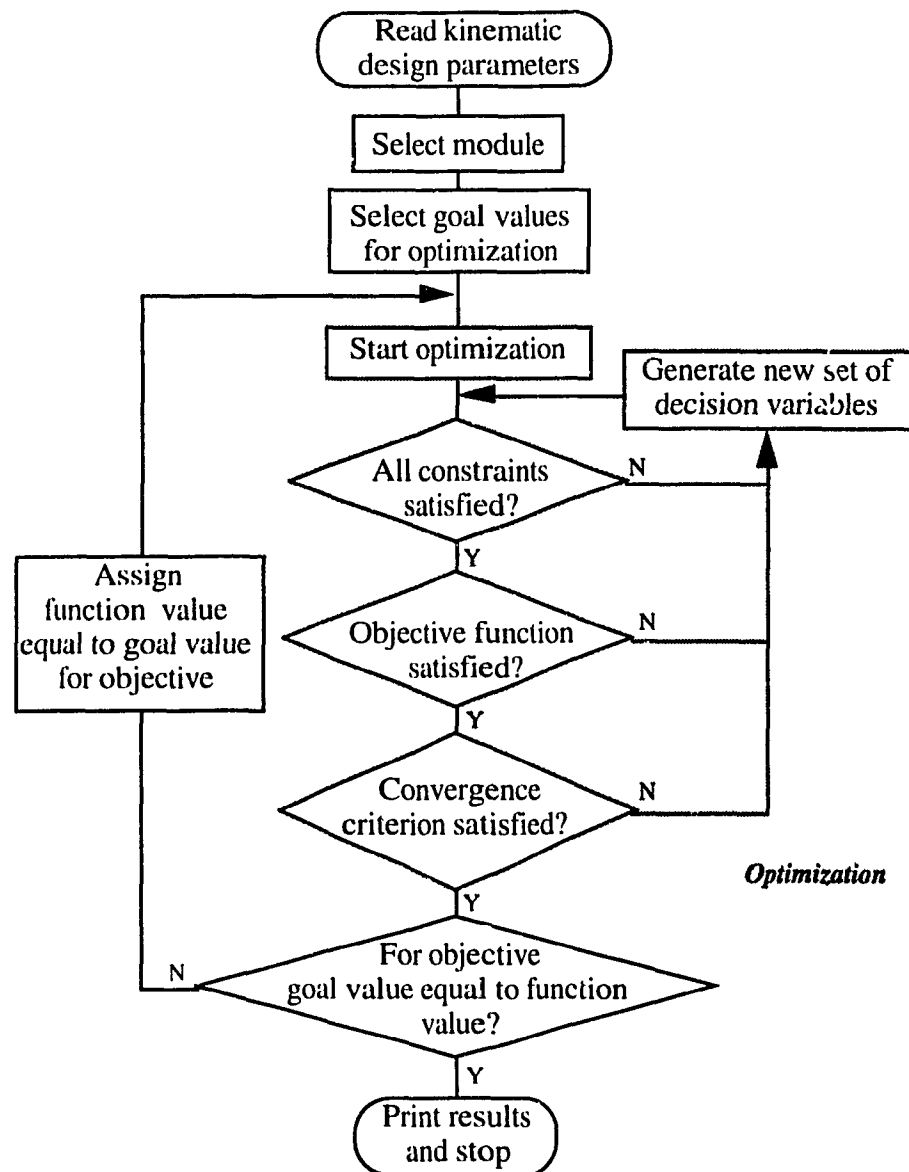 Read kinematic
design parameters
Select module
Select goal values
for optimization
Start optimization
Generate new set of
decision variables
All constraints
satisfied?
N
Y
Assign
function value
equal to goal value
for objective
Objective function
satisfied?
N
Y
Convergence
criterion satisfied?
N
Optimization
Y
For objective
goal value equal to function
value?
N
Y
Print results
and stop